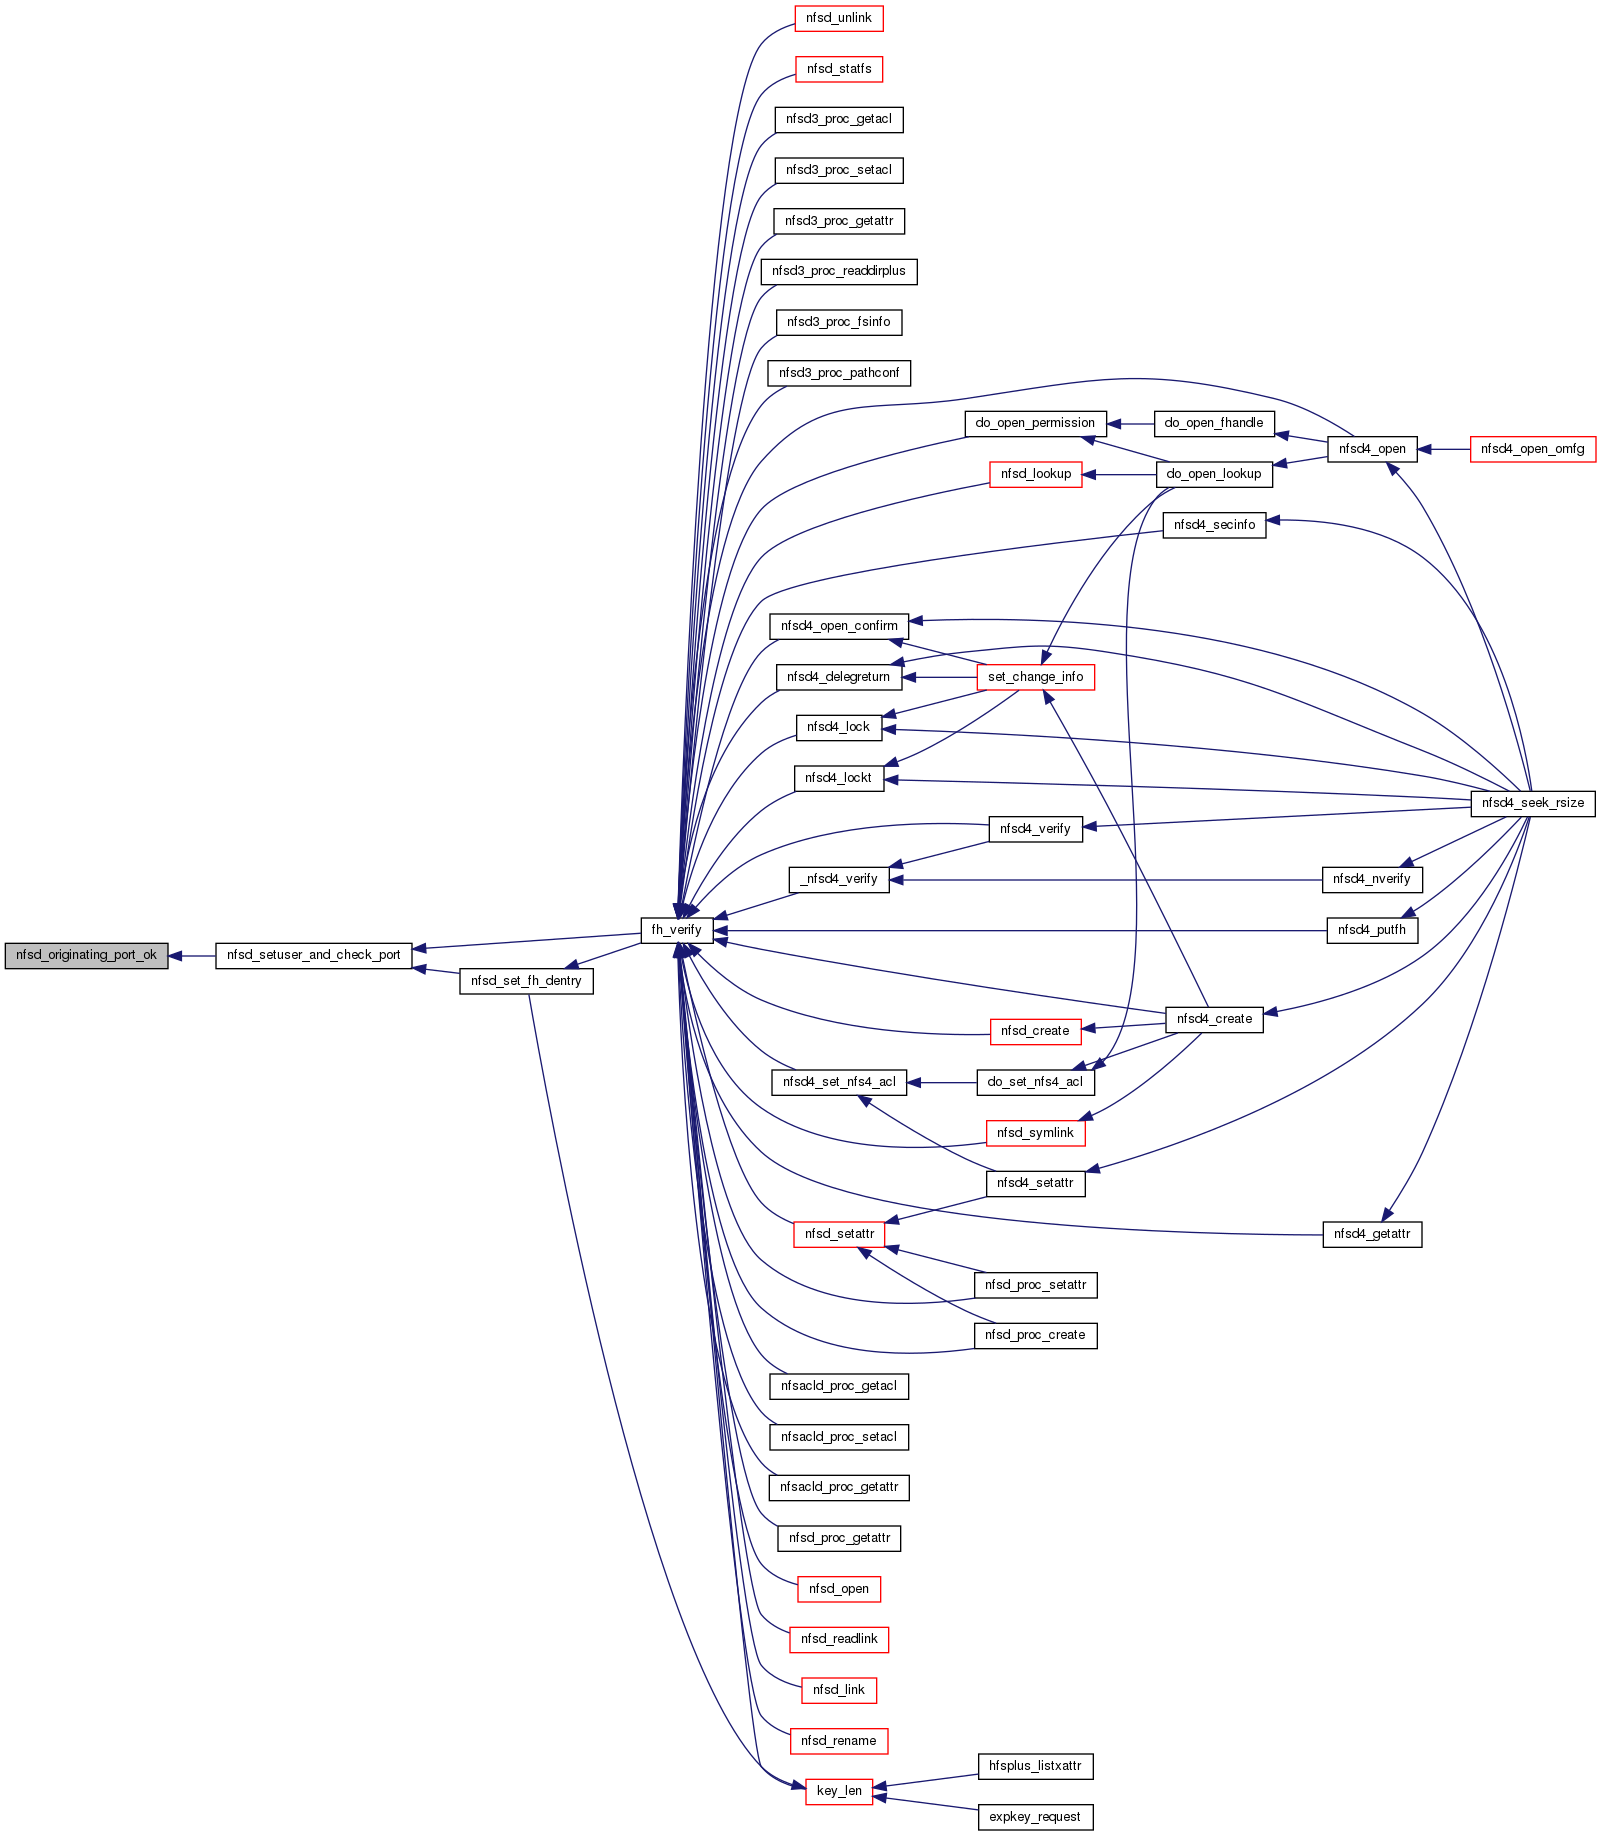 nfsd_unlink
nfsd_statfs
nfsd3_proc_getacl
nfsd3_proc_setacl
nfsd3_proc_getattr
nfsd3_proc_readdirplus
nfsd3_proc_fsinfo
nfsd3_proc_pathconf
do_open_permission
do_open_fhandle
nfsd4_open
nfsd4_open_omfg
nfsd_lookup
do_open_lookup
nfsd4_secinfo
nfsd4_open_confirm
nfsd4_delegreturn
set_change_info
nfsd4_lock
nfsd4_lockt
nfsd4_seek_rsize
nfsd4_verify
_nfsd4_verify
nfsd4_nverify
fh_verify
nfsd4_putfh
nfsd_originating_port_ok
nfsd_setuser_and_check_port
nfsd_set_fh_dentry
nfsd4_create
nfsd_create
nfsd4_set_nfs4_acl
do_set_nfs4_acl
nfsd_symlink
nfsd4_setattr
nfsd_setattr
nfsd4_getattr
nfsd_proc_setattr
nfsd_proc_create
nfsacld_proc_getacl
nfsacld_proc_setacl
nfsacld_proc_getattr
nfsd_proc_getattr
nfsd_open
nfsd_readlink
nfsd_link
nfsd_rename
hfsplus_listxattr
key_len
expkey_request